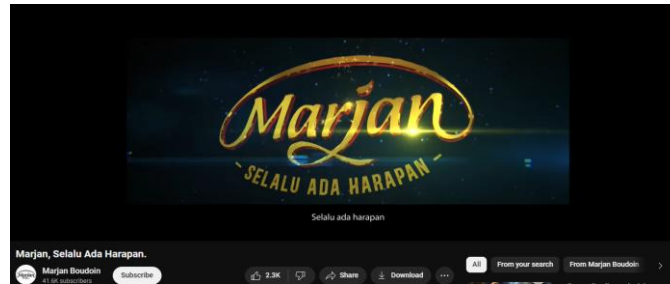 Marjan
- SELALU ADA HARAPAN -
Selalu ada harapan
Marjan, Selalu Ada Harapan.
Marjan Boudoin
41.6K subscribers
Subscribe
2.3K
Share
Download
All
From your search
From Marjan Boudoin